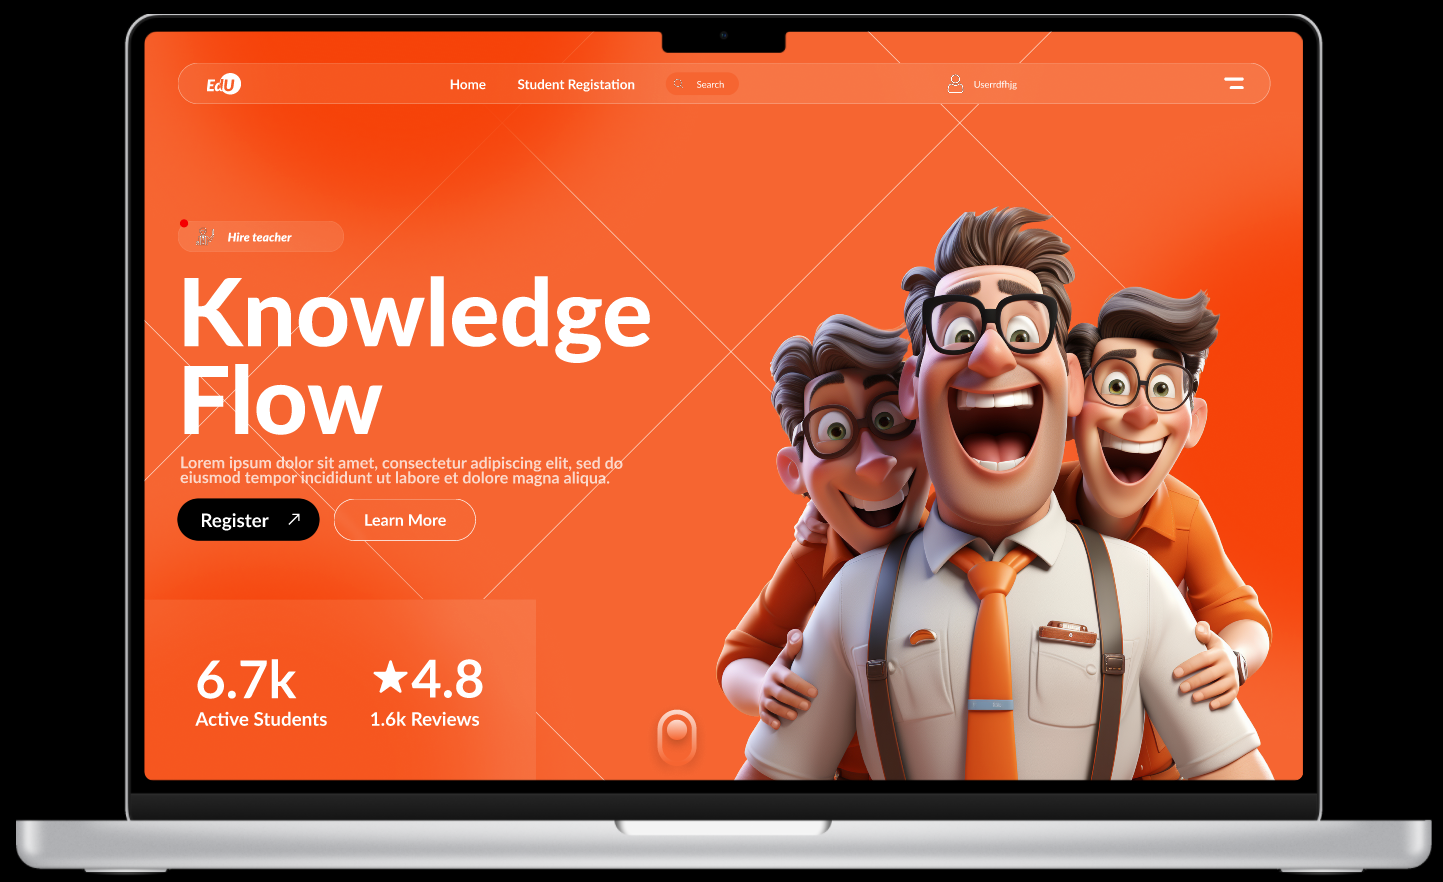 EdU
Home
Student Registation
Search
Userrdfhjg
Hire teacher
Knowledge
Flow
Lorem ipsum dolor sit amet, consectetur adipiscing elit, sed do
eiusmod tempor incididunt ut labore et dolore magna aliqua.
Register
Learn More
6.7k
★4.8
Active Students
1.6k Reviews